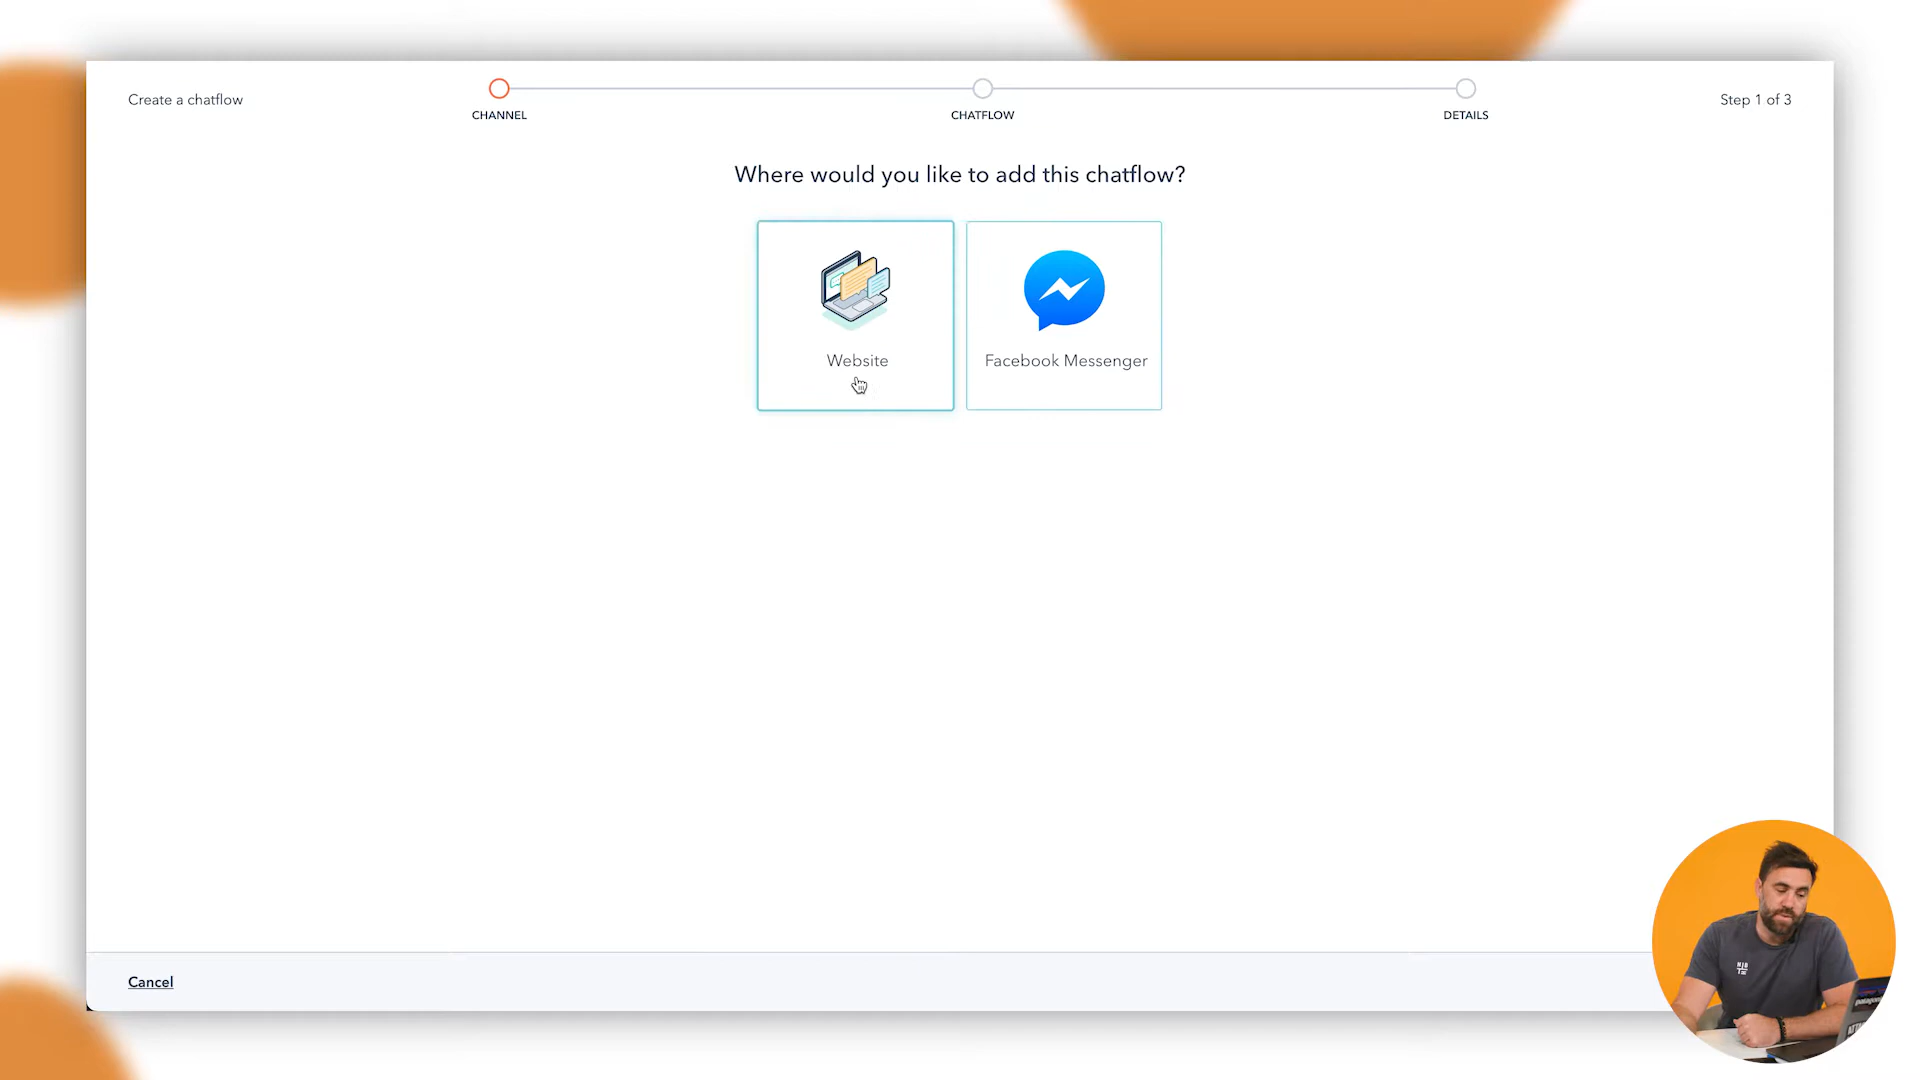 Create a chatflow
CHANNEL
CHATFLOW
DETAILS
Step 1 of 3
Where would you like to add this chatflow?
Website
Facebook Messenger
Cancel